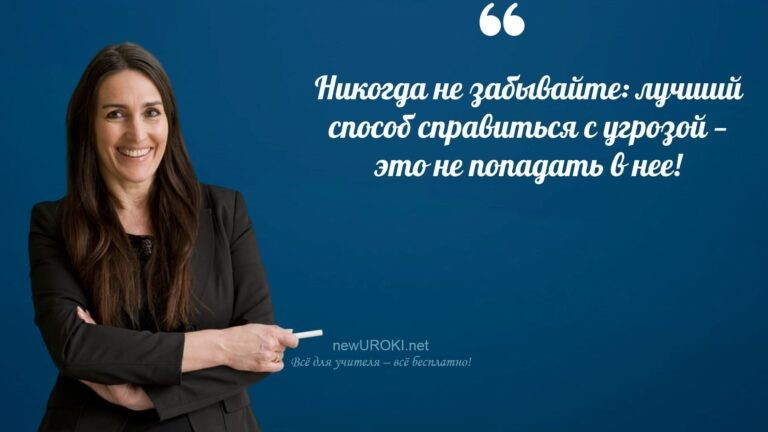 ❝
Никогда не забывайте: лучший
способ справиться с угрозой –
это не попадать в нее!
newUROKI.net
Всё для учителя – всё бесплатно!